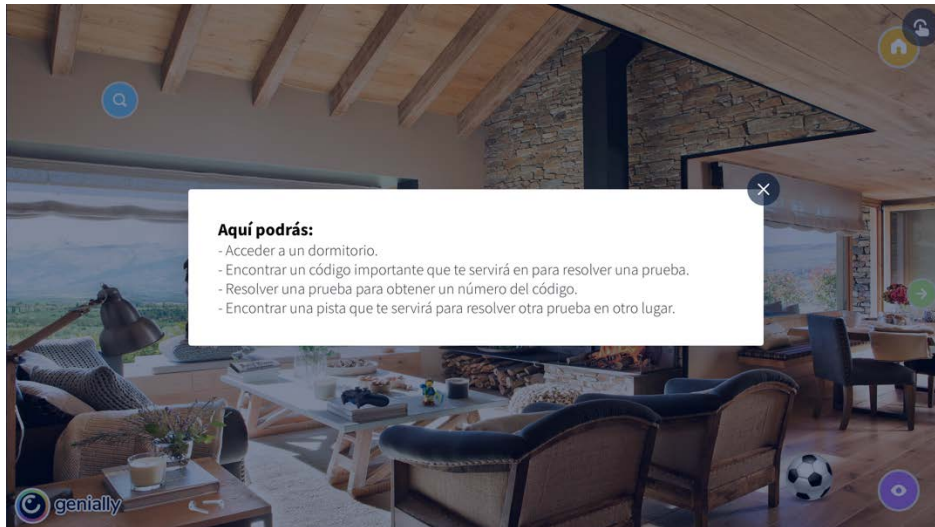 Aquí podrás:
- Acceder a un dormitorio.
- Encontrar un código importante que te servirá en para resolver una prueba.
- Resolver una prueba para obtener un número del código.
- Encontrar una pista que te servirá para resolver otra prueba en otro lugar.
genially